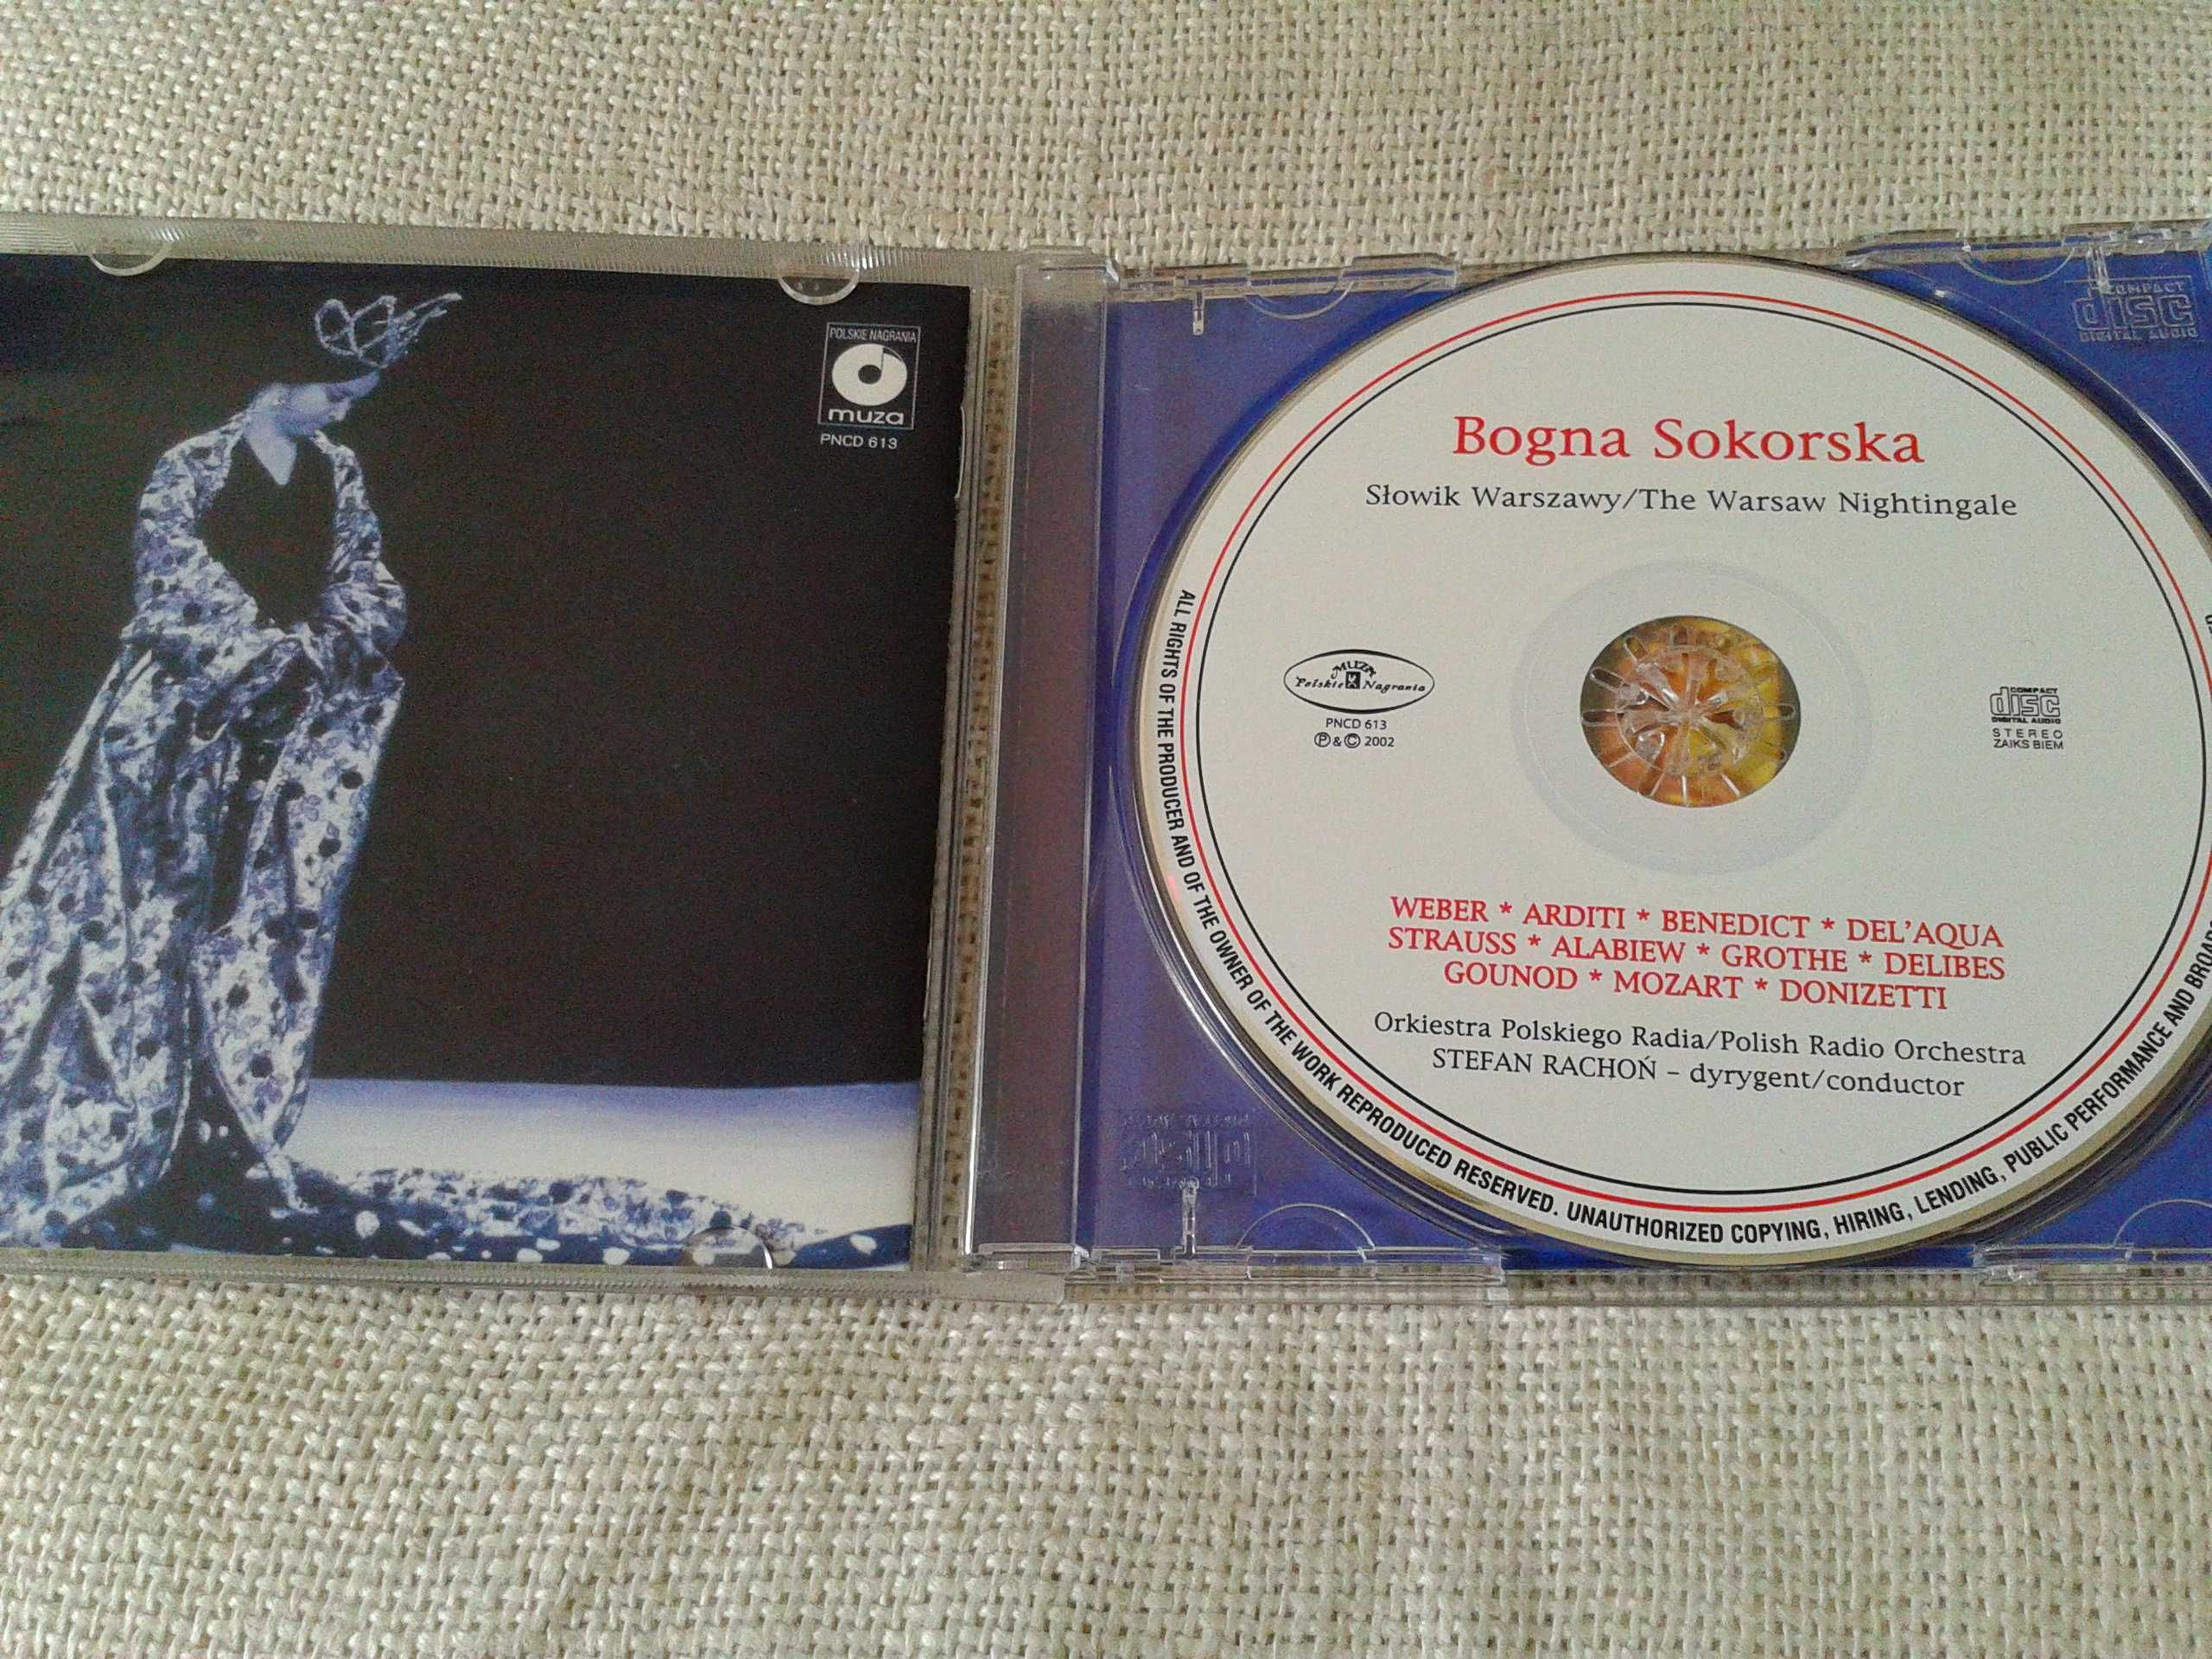 POLSKIE NAGRANIA
muza
PNCD 613
COMPACT
disc
DIGITAL AUDIO
Bogna Sokorska
Słowik Warszawy/The Warsaw Nightingale
MUZA
Polskie Nagrania
PNCD 613
Ⓟ & © 2002
COMPACT
disc
DIGITAL AUDIO
STEREO
ZAIKS BIEM
WEBER * ARDITI * BENEDICT * DEL'AQUA
STRAUSS * ALABIEW * GROTHE * DELIBES
GOUNOD * MOZART * DONIZETTI
Orkiestra Polskiego Radia/Polish Radio Orchestra
STEFAN RACHOŃ – dyrygent/conductor
ALL RIGHTS OF THE PRODUCER AND OF THE OWNER OF THE WORK REPRODUCED RESERVED. UNAUTHORIZED COPYING, HIRING, LENDING, PUBLIC PERFORMANCE AND